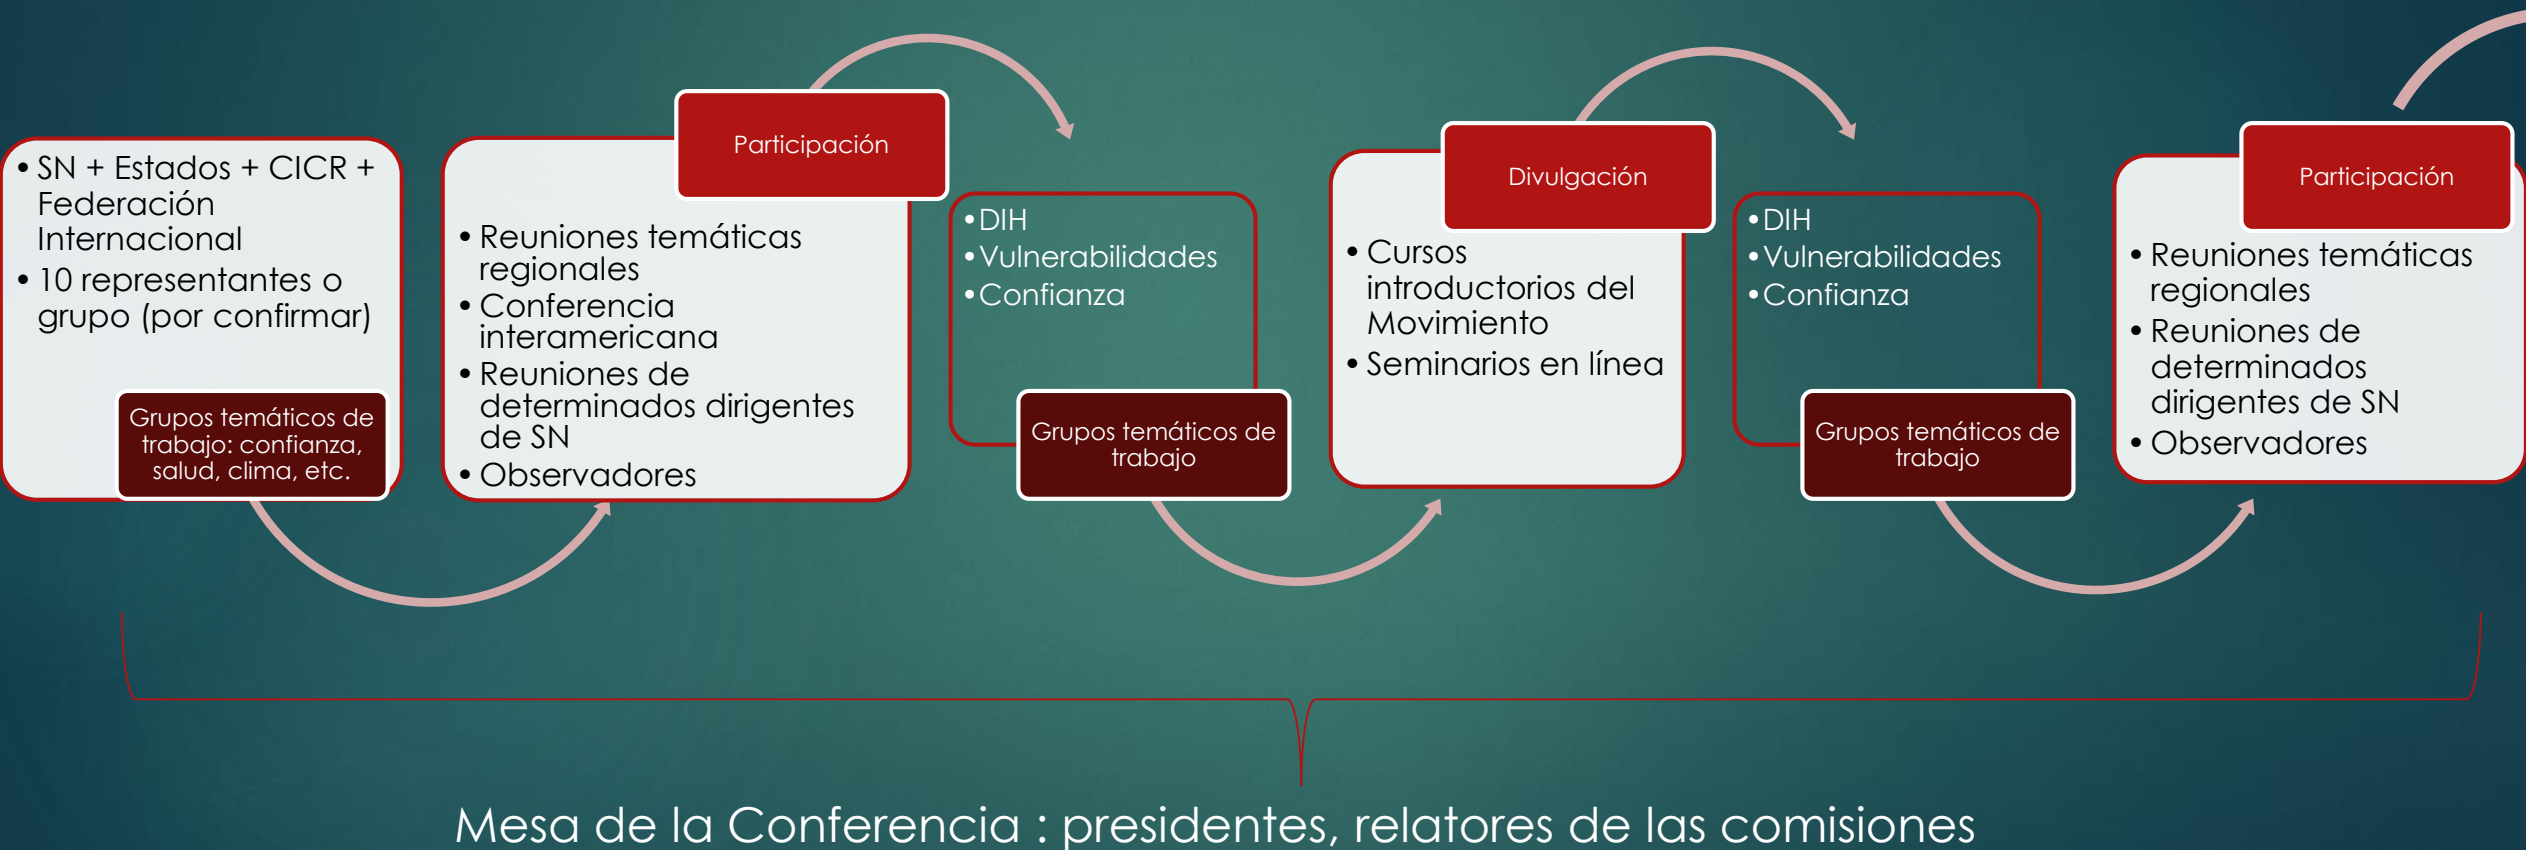 • SN + Estados + CICR +
Federación
Internacional
• 10 representantes o
grupo (por confirmar)
Grupos temáticos de
trabajo: confianza,
salud, clima, etc.
Participación
• Reuniones temáticas
regionales
• Conferencia
interamericana
• Reuniones de
determinados dirigentes
de SN
• Observadores
• DIH
• Vulnerabilidades
• Confianza
Grupos temáticos de
trabajo
Divulgación
• Cursos
introductorios del
Movimiento
• Seminarios en línea
• DIH
• Vulnerabilidades
• Confianza
Grupos temáticos de
trabajo
Participación
• Reuniones temáticas
regionales
• Reuniones de
determinados
dirigentes de SN
• Observadores
Mesa de la Conferencia : presidentes, relatores de las comisiones